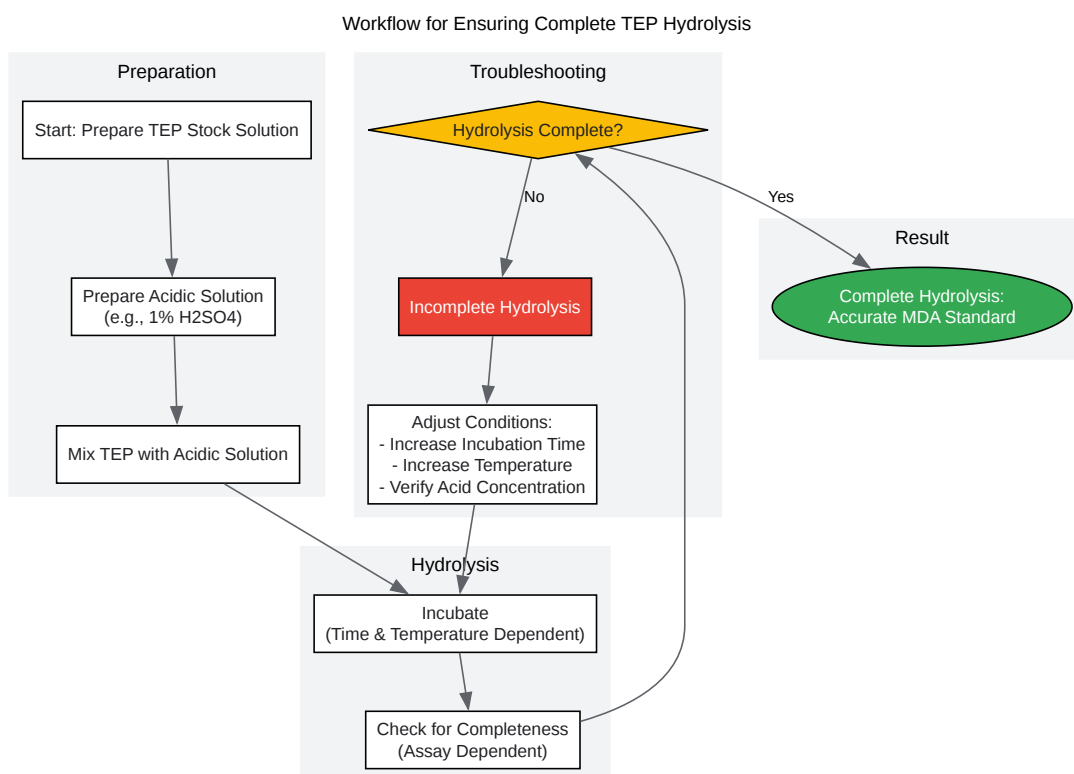 Workflow for Ensuring Complete TEP Hydrolysis
Preparation
Start: Prepare TEP Stock Solution
Prepare Acidic Solution
(e.g., 1% H2SO4)
Mix TEP with Acidic Solution
Troubleshooting
Hydrolysis Complete?
No
Yes
Incomplete Hydrolysis
Adjust Conditions:
- Increase Incubation Time
- Increase Temperature
- Verify Acid Concentration
Result
Complete Hydrolysis:
Accurate MDA Standard
Hydrolysis
Incubate
(Time & Temperature Dependent)
Check for Completeness
(Assay Dependent)